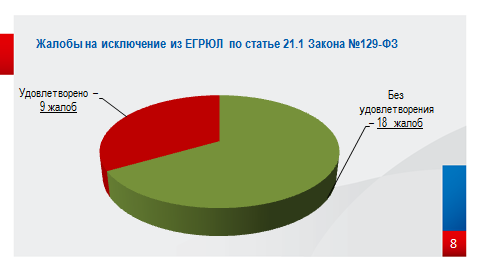 Жалобы на исключение из ЕГРЮЛ по статье 21.1 Закона №129-ФЗ
Удовлетворено –
9 жалоб
Без
удовлетворения
– 18 жалоб
8